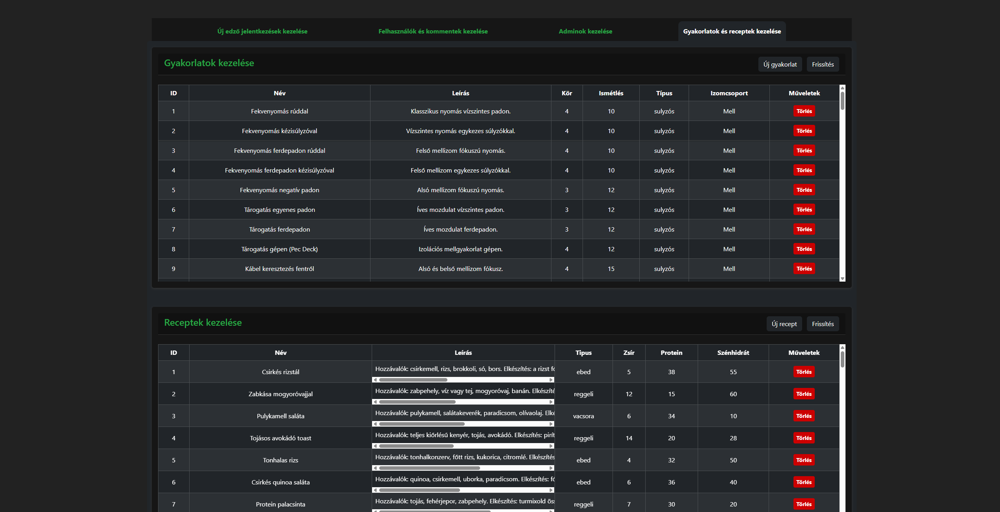 Új edző jelentkezések kezelése Felhasználók és kommentek kezelése Adminok kezelése Gyakorlatok és receptek kezelése
Gyakorlatok kezelése Új gyakorlat Frissítés
ID Név Leírás Kör Ismétlés Típus Izomcsoport Műveletek
1 Fekvenyomás rúddal Klasszikus nyomás vízszintes padon. 4 10 sulyzós Mell Törlés
2 Fekvenyomás kézisúlyzóval Vízszintes nyomás egykezes súlyzókkal. 4 10 sulyzós Mell Törlés
3 Fekvenyomás ferdepadon rúddal Felső mellizom fókuszú nyomás. 4 10 sulyzós Mell Törlés
4 Fekvenyomás ferdepadon kézisúlyzóval Felső mellizom egykezes súlyzókkal. 4 10 sulyzós Mell Törlés
5 Fekvenyomás negatív padon Alsó mellizom fókuszú nyomás. 3 12 sulyzós Mell Törlés
6 Tárogatás egyenes padon Íves mozdulat vízszintes padon. 3 12 sulyzós Mell Törlés
7 Tárogatás ferdepadon Íves mozdulat ferdepadon. 3 12 sulyzós Mell Törlés
8 Tárogatás gépen (Pec Deck) Izolációs mellgyakorlat gépen. 4 12 sulyzós Mell Törlés
9 Kábel keresztezés fentről Alsó és belső mellizom fókusz. 4 15 sulyzós Mell Törlés
Receptek kezelése Új recept Frissítés
ID Név Leírás Tipus Zsír Protein Szénhidrát Műveletek
1 Csirkés rizstál Hozzávalók: csirkemell, rizs, brokkoli, só, bors. Elkészítés: a rizst ebed 5 38 55 Törlés
2 Zabkása mogyoróvajjal Hozzávalók: zabpehely, víz vagy tej, mogyoróvaj, banán. Elkészíté reggeli 12 15 60 Törlés
3 Pulykamell saláta Hozzávalók: pulykamell, salátakeverék, paradicsom, olívaolaj. Elké vacsora 6 34 10 Törlés
4 Tojásos avokádó toast Hozzávalók: teljes kiőrlésű kenyér, tojás, avokádó. Elkészítés: pirít reggeli 14 20 28 Törlés
5 Tonhalas rizs Hozzávalók: tonhalkonzerv, főtt rizs, kukorica, citromlé. Elkészítés ebed 4 32 50 Törlés
6 Csirkés quinoa saláta Hozzávalók: quinoa, csirkemell, uborka, paradicsom. Elkészítés: ebed 6 36 40 Törlés
7 Protein palacsinta Hozzávalók: tojás, fehérjepor, zabpehely. Elkészítés: turmixold reggeli 7 30 20 Törlés